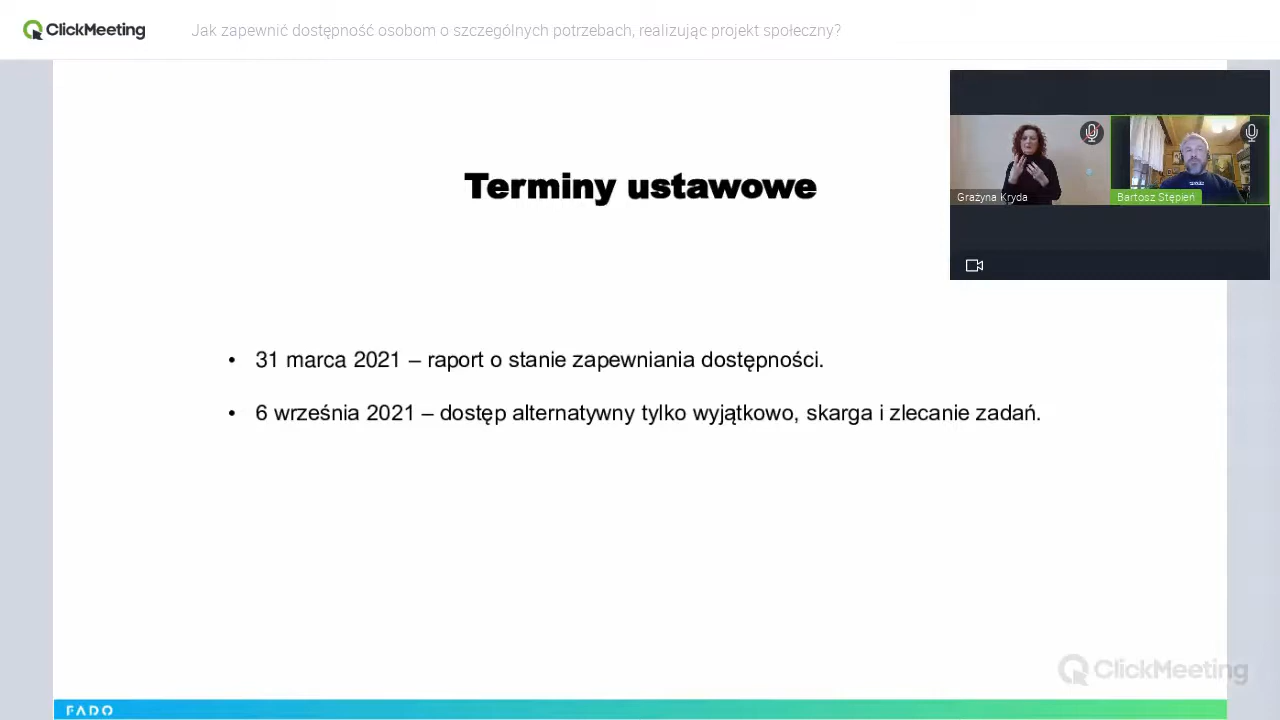 ClickMeeting
Jak zapewnić dostępność osobom o szczególnych potrzebach, realizując projekt społeczny?
Grażyna Kryda
Bartosz Stępień
Terminy ustawowe
• 31 marca 2021 – raport o stanie zapewniania dostępności.
• 6 września 2021 – dostęp alternatywny tylko wyjątkowo, skarga i zlecanie zadań.
ClickMeeting
FADO